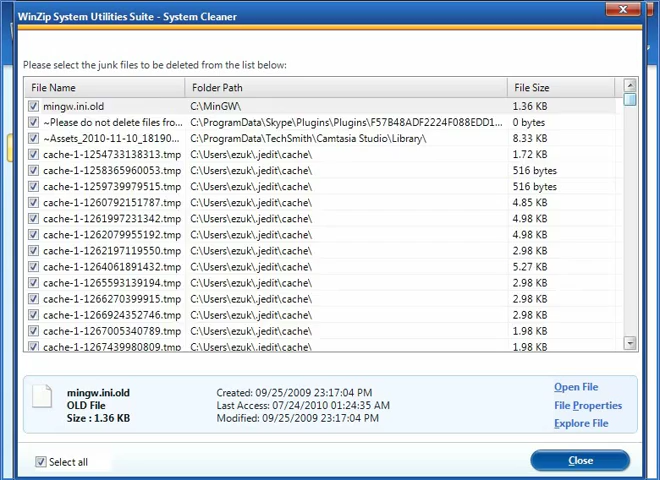 WinZip System Utilities Suite - System Cleaner
Please select the junk files to be deleted from the list below:
File Name Folder Path File Size
mingw.ini.old C:\MinGW\ 1.36 KB
~Please do not delete files fro... C:\ProgramData\Skype\Plugins\Plugins\F57B48ADF2224F088EDD1... 0 bytes
~Assets_2010-11-10_18190... C:\ProgramData\TechSmith\Camtasia Studio\Library\ 8.33 KB
cache-1-1254733138313.tmp C:\Users\ezuk\.jedit\cache\ 1.72 KB
cache-1-1258365960053.tmp C:\Users\ezuk\.jedit\cache\ 516 bytes
cache-1-1259739979515.tmp C:\Users\ezuk\.jedit\cache\ 516 bytes
cache-1-1260792151787.tmp C:\Users\ezuk\.jedit\cache\ 4.85 KB
cache-1-1261997231342.tmp C:\Users\ezuk\.jedit\cache\ 4.98 KB
cache-1-1262079955192.tmp C:\Users\ezuk\.jedit\cache\ 4.98 KB
cache-1-1262197119550.tmp C:\Users\ezuk\.jedit\cache\ 2.98 KB
cache-1-1264061891432.tmp C:\Users\ezuk\.jedit\cache\ 5.27 KB
cache-1-1265593139194.tmp C:\Users\ezuk\.jedit\cache\ 2.98 KB
cache-1-1266270399915.tmp C:\Users\ezuk\.jedit\cache\ 2.98 KB
cache-1-1266924352746.tmp C:\Users\ezuk\.jedit\cache\ 2.98 KB
cache-1-1267005340789.tmp C:\Users\ezuk\.jedit\cache\ 1.98 KB
cache-1-1267439980809.tmp C:\Users\ezuk\.jedit\cache\ 1.98 KB
mingw.ini.old Created: 09/25/2009 23:17:04 PM Open File
OLD File Last Access: 07/24/2010 01:24:35 AM File Properties
Size : 1.36 KB Modified: 09/25/2009 23:17:04 PM Explore File
Select all Close